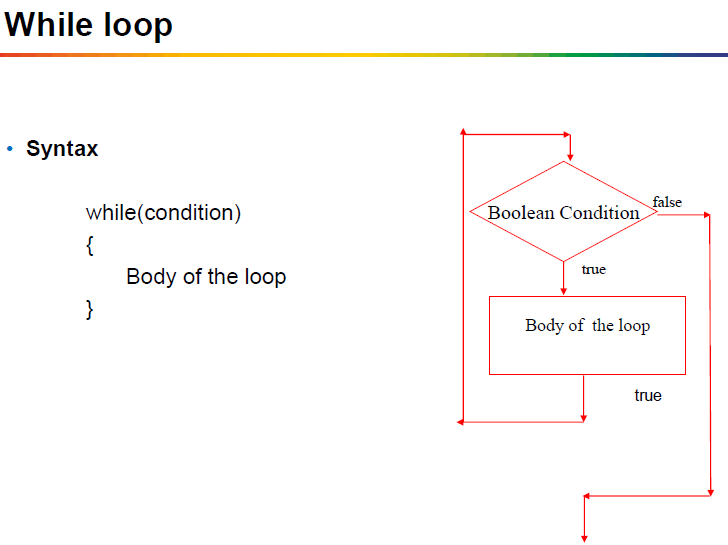 While loop
• Syntax
while(condition)
{
Body of the loop
}
Boolean Condition
false
true
Body of the loop
true